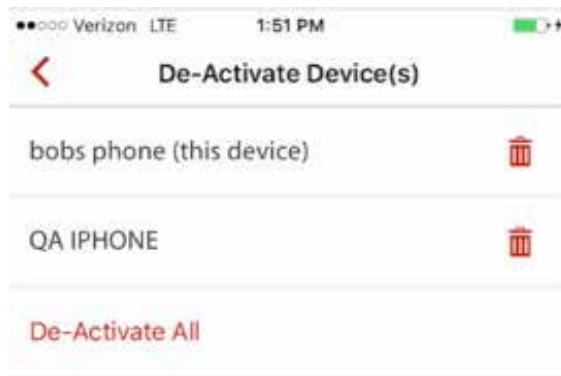 Verizon LTE 1:51 PM
De-Activate Device(s)
bobs phone (this device)
QA IPHONE
De-Activate All